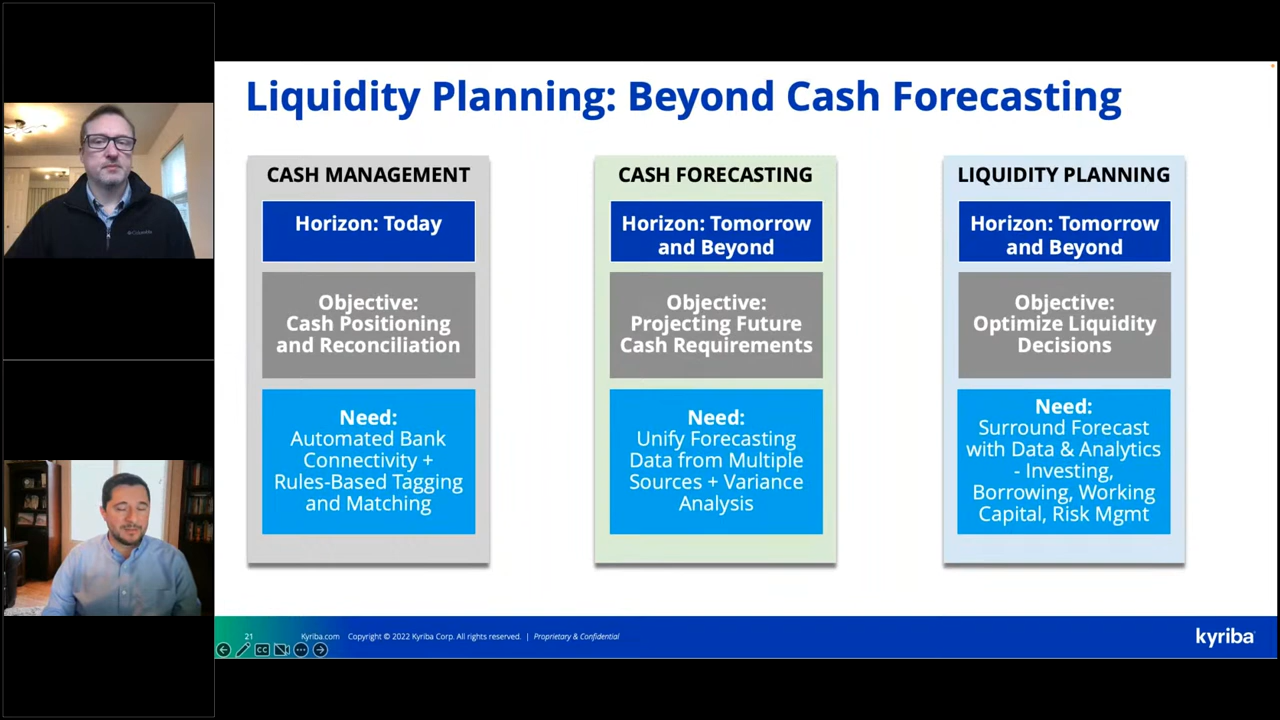 Liquidity Planning: Beyond Cash Forecasting
CASH MANAGEMENT
Horizon: Today
Objective:
Cash Positioning
and Reconciliation
Need:
Automated Bank
Connectivity +
Rules-Based Tagging
and Matching
CASH FORECASTING
Horizon: Tomorrow
and Beyond
Objective:
Projecting Future
Cash Requirements
Need:
Unify Forecasting
Data from Multiple
Sources + Variance
Analysis
LIQUIDITY PLANNING
Horizon: Tomorrow
and Beyond
Objective:
Optimize Liquidity
Decisions
Need:
Surround Forecast
with Data & Analytics
- Investing,
Borrowing, Working
Capital, Risk Mgmt
21 Kyriba.com Copyright © 2022 Kyriba Corp. All rights reserved. | Proprietary & Confidential
CC
kyriba
Columbia